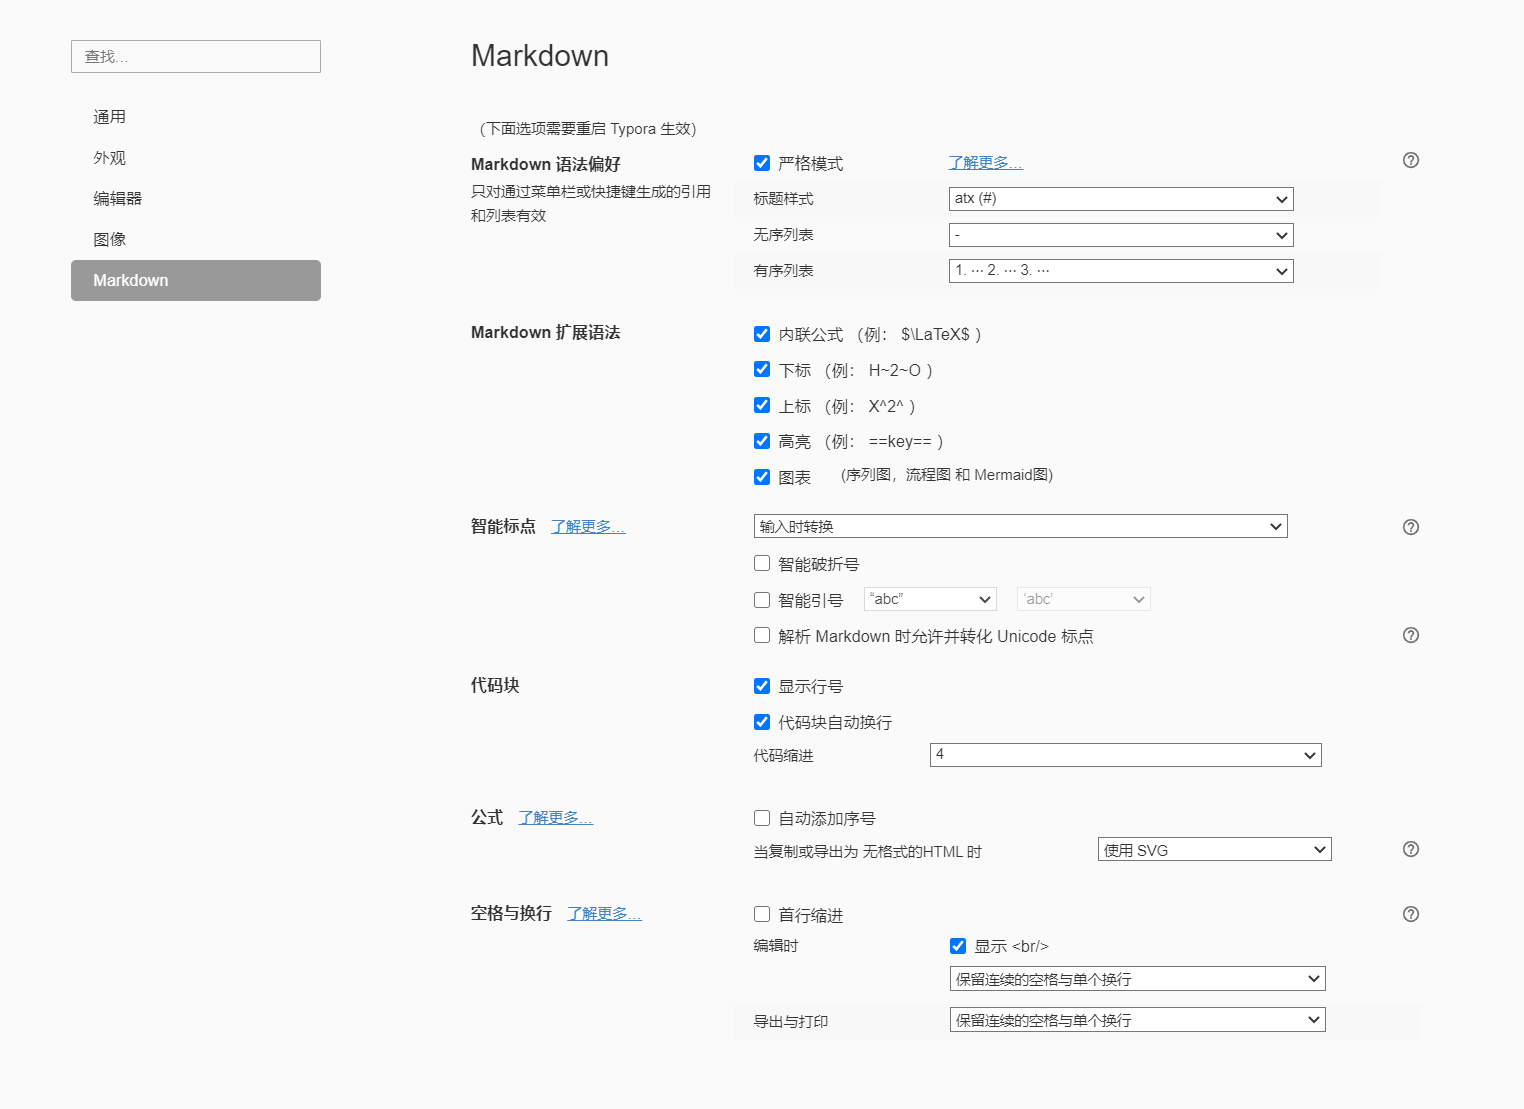 查找...
通用
外观
编辑器
图像
Markdown
Markdown
（下面选项需要重启 Typora 生效）
Markdown 语法偏好
只对通过菜单栏或快捷键生成的引用
和列表有效
严格模式 了解更多...
标题样式 atx (#)
无序列表 -
有序列表 1. ··· 2. ··· 3. ···
Markdown 扩展语法
内联公式 （例： $\LaTeX$ ）
下标 （例： H~2~O ）
上标 （例： X^2^ ）
高亮 （例： ==key== ）
图表 (序列图，流程图 和 Mermaid图)
智能标点 了解更多... 输入时转换
智能破折号
智能引号 “abc” ‘abc’
解析 Markdown 时允许并转化 Unicode 标点
代码块
显示行号
代码块自动换行
代码缩进 4
公式 了解更多...
自动添加序号
当复制或导出为 无格式的HTML 时 使用 SVG
空格与换行 了解更多...
首行缩进
编辑时 显示 <br/>
保留连续的空格与单个换行
导出与打印 保留连续的空格与单个换行